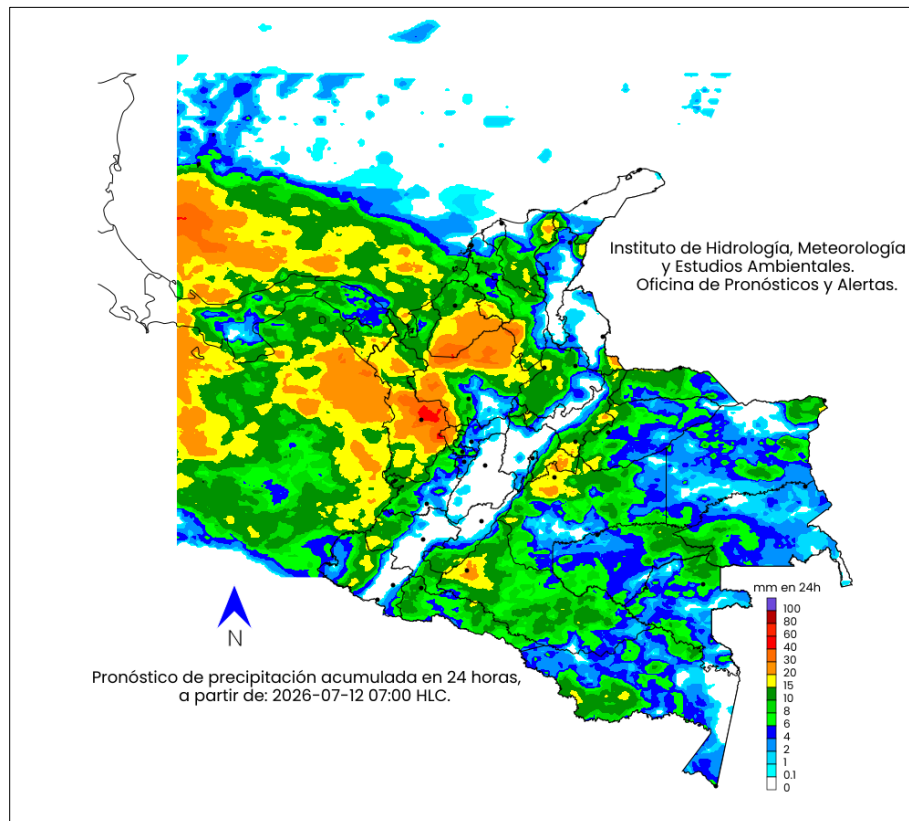 Instituto de Hidrología, Meteorología
y Estudios Ambientales.
Oficina de Pronósticos y Alertas.
mm en 24h
100
80
60
40
30
20
15
10
8
6
4
2
1
0.1
0
N
Pronóstico de precipitación acumulada en 24 horas,
a partir de: 2026-07-12 07:00 HLC.